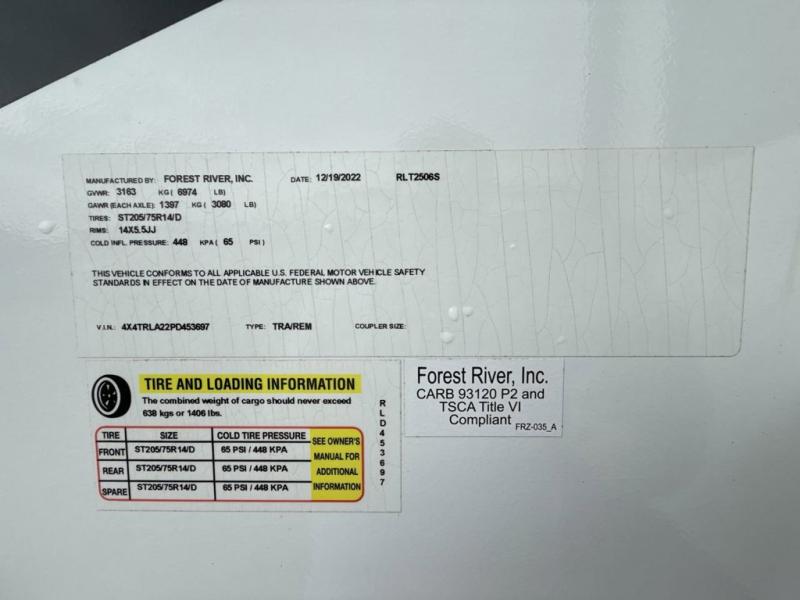 MANUFACTURED BY: FOREST RIVER, INC. DATE: 12/19/2022 RLT2506S
GVWR: 3163 KG ( 6974 LB)
GAWR (EACH AXLE): 1397 KG ( 3080 LB)
TIRES: ST205/75R14/D
RIMS: 14X5.5JJ
COLD INFL. PRESSURE: 448 KPA ( 65 PSI )
THIS VEHICLE CONFORMS TO ALL APPLICABLE U.S. FEDERAL MOTOR VEHICLE SAFETY
STANDARDS IN EFFECT ON THE DATE OF MANUFACTURE SHOWN ABOVE.
V.I.N.: 4X4TRLA22PD453697 TYPE: TRA/REM COUPLER SIZE:
TIRE AND LOADING INFORMATION
The combined weight of cargo should never exceed
638 kgs or 1406 lbs.
TIRE SIZE COLD TIRE PRESSURE SEE OWNER'S
FRONT ST205/75R14/D 65 PSI / 448 KPA MANUAL FOR
REAR ST205/75R14/D 65 PSI / 448 KPA ADDITIONAL
SPARE ST205/75R14/D 65 PSI / 448 KPA INFORMATION
RLD453697
Forest River, Inc.
CARB 93120 P2 and
TSCA Title VI
Compliant
FRZ-035_A